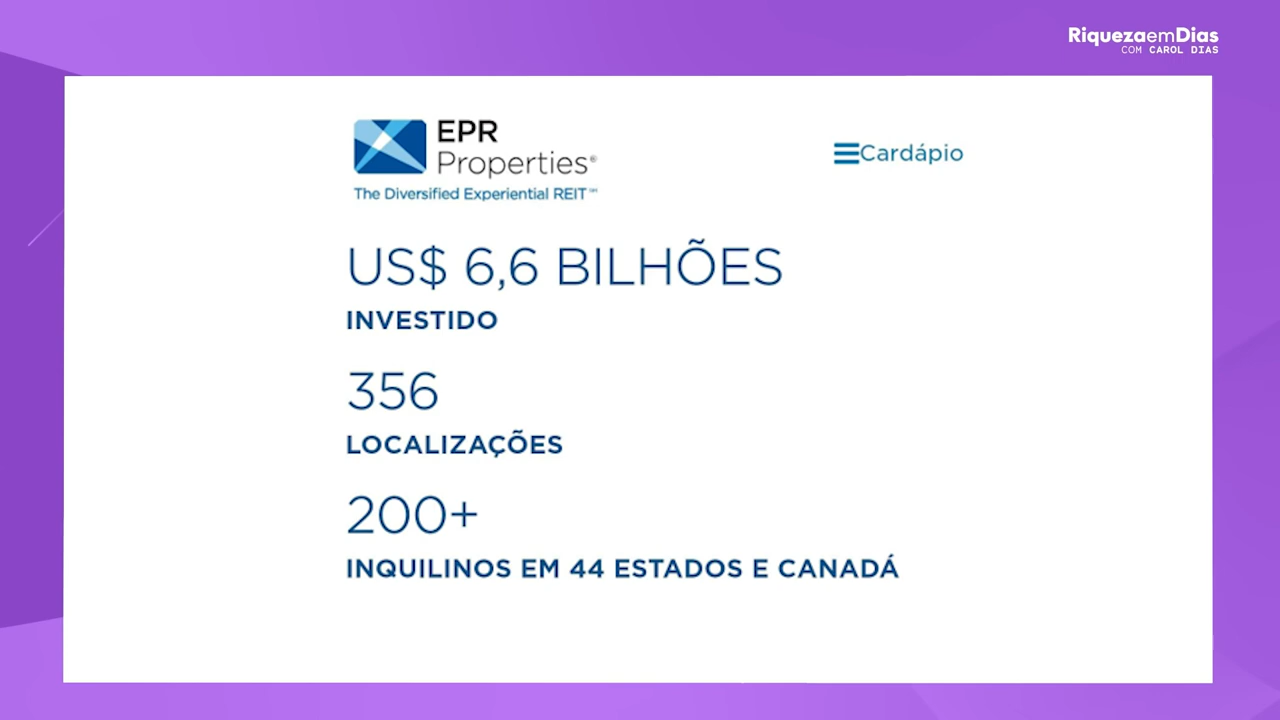 RiquezaemDias
COM CAROL DIAS
EPR
Properties®
The Diversified Experiential REIT℠
Cardápio
US$ 6,6 BILHÕES
INVESTIDO
356
LOCALIZAÇÕES
200+
INQUILINOS EM 44 ESTADOS E CANADÁ